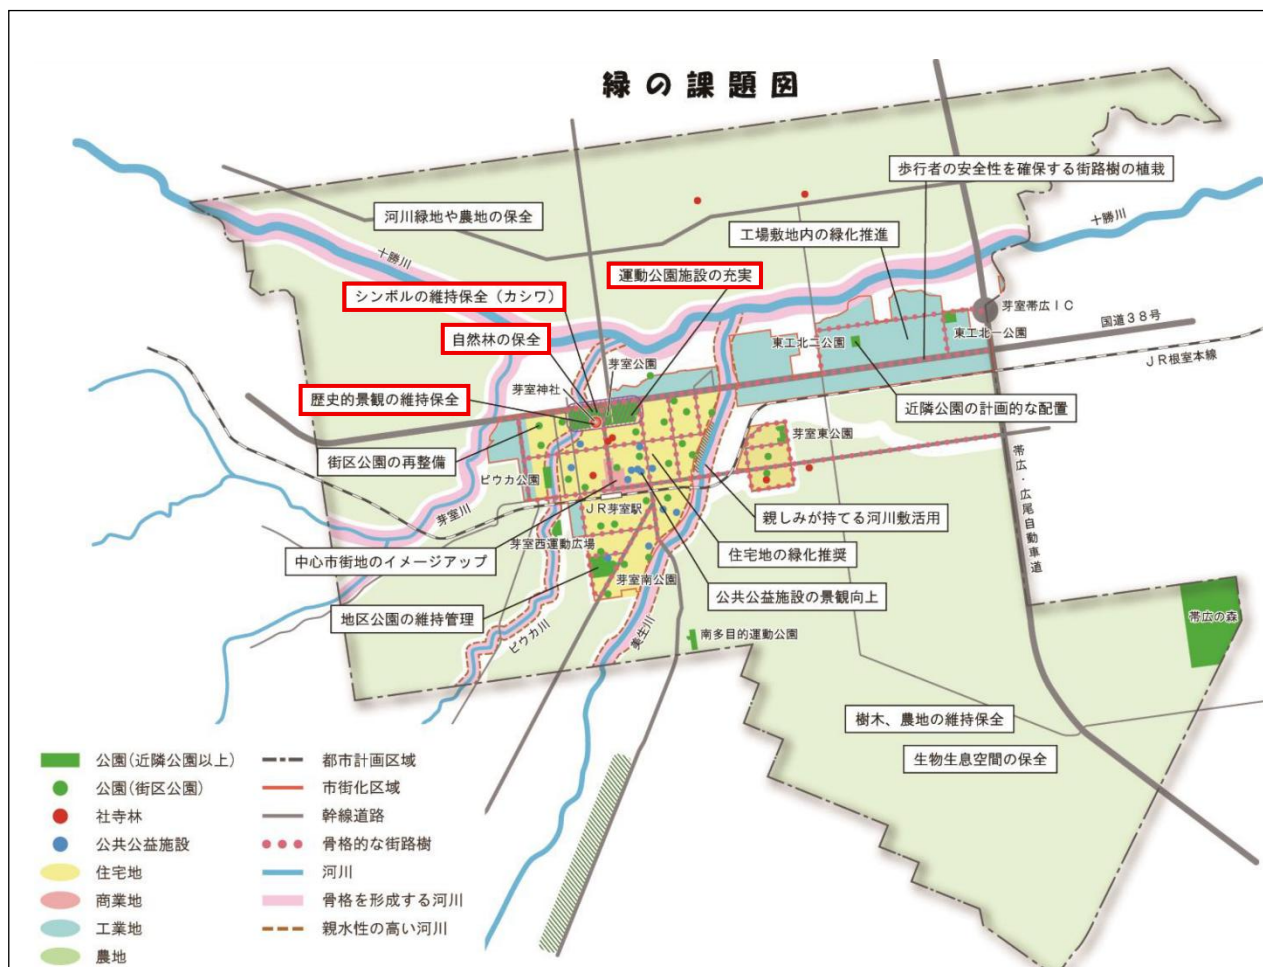 緑の課題図
歩行者の安全性を確保する街路樹の植栽
河川緑地や農地の保全
工場敷地内の緑化推進
十勝川
十勝川
運動公園施設の充実
シンボルの維持保全（カシワ）
芽室帯広ＩＣ
国道３８号
自然林の保全
東工北二公園
東工北一公園
ＪＲ根室本線
芽室公園
芽室神社
歴史的景観の維持保全
近隣公園の計画的な配置
芽室東公園
街区公園の再整備
ピウカ公園
帯広・広尾自動車道
芽室川
ＪＲ芽室駅
親しみが持てる河川敷活用
芽室西運動広場
中心市街地のイメージアップ
住宅地の緑化推奨
芽室南公園
公共公益施設の景観向上
地区公園の維持管理
ピウカ川
美生川
南多目的運動公園
帯広の森
樹木、農地の維持保全
生物生息空間の保全
公園(近隣公園以上)
公園(街区公園)
社寺林
公共公益施設
住宅地
商業地
工業地
農地
都市計画区域
市街化区域
幹線道路
骨格的な街路樹
河川
骨格を形成する河川
親水性の高い河川